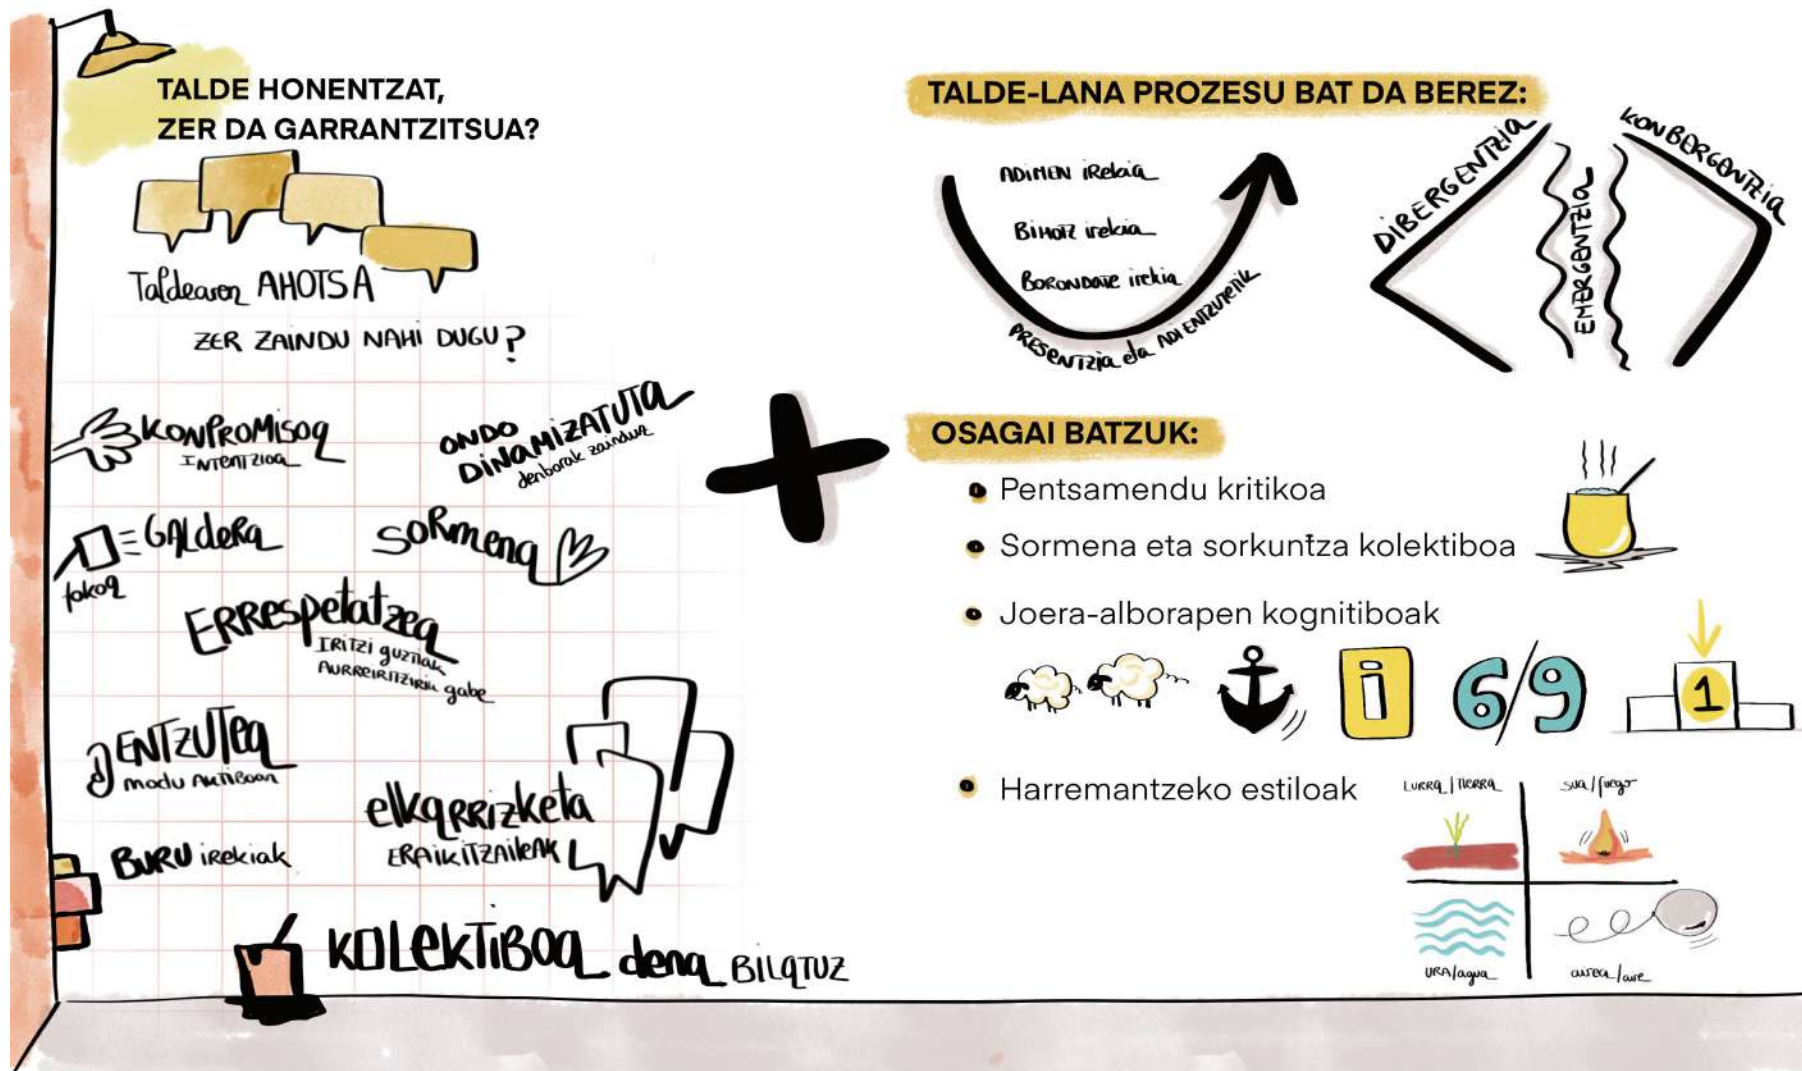 TALDE HONENTZAT,
ZER DA GARRANTZITSUA?
Taldearen AHOTSA
ZER ZAINDU NAHI DUGU?
KONPROMISOA
INTENTZIOA
ONDO
DINAMIZATUTA
denborak zainduz
GALDERA
fokoa
SORMENA
ERRESPETATZEA
IRITZI guztiak
AURREIRITZIRIK gabe
ENTZUTEA
modu AKTIBOAN
elkarrizketa
ERAIKITZAILEAK
BURU irekiak
KOLEKTIBOA dena BILATUZ
TALDE-LANA PROZESU BAT DA BEREZ:
ADIMEN irekia
BIHOTZ irekia
BORONDATE irekia
PRESENTZIA eta ADI ENTZUTETIK
DIBERGENTZIA
EMERGENTZIA
KONBERGENTZIA
OSAGAI BATZUK:
Pentsamendu kritikoa
Sormena eta sorkuntza kolektiboa
Joera-alborapen kognitiboak
i 6/9 1
Harremantzeko estiloak
LURRA / TIERRA
sua / fuego
URA / agua
airea / aire